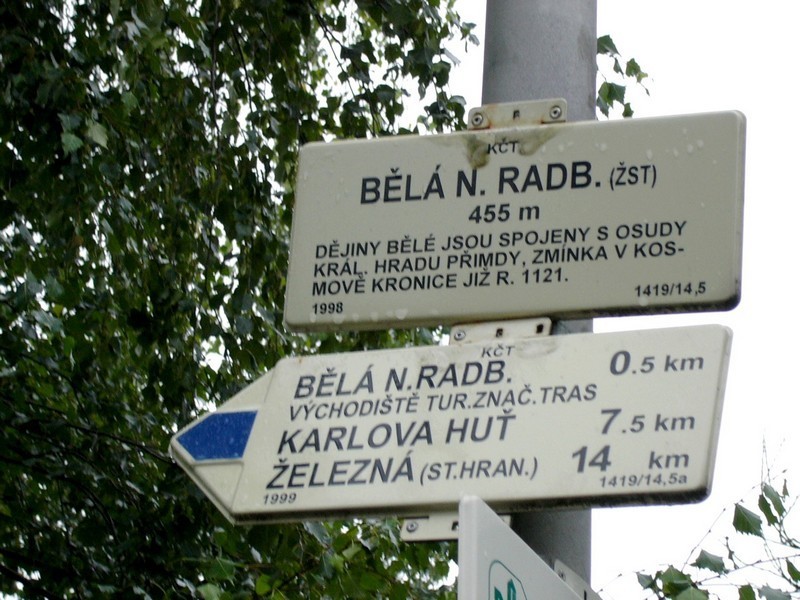 KČT
BĚLÁ N. RADB. (ŽST)
455 m
DĚJINY BĚLÉ JSOU SPOJENY S OSUDY
KRÁL. HRADU PŘIMDY, ZMÍNKA V KOS-
MOVĚ KRONICE JIŽ R. 1121.
1998 1419/14,5
KČT
BĚLÁ N.RADB. 0.5 km
VÝCHODIŠTĚ TUR.ZNAČ.TRAS
KARLOVA HUŤ 7.5 km
ŽELEZNÁ (ST.HRAN.) 14 km
1999 1419/14,5a